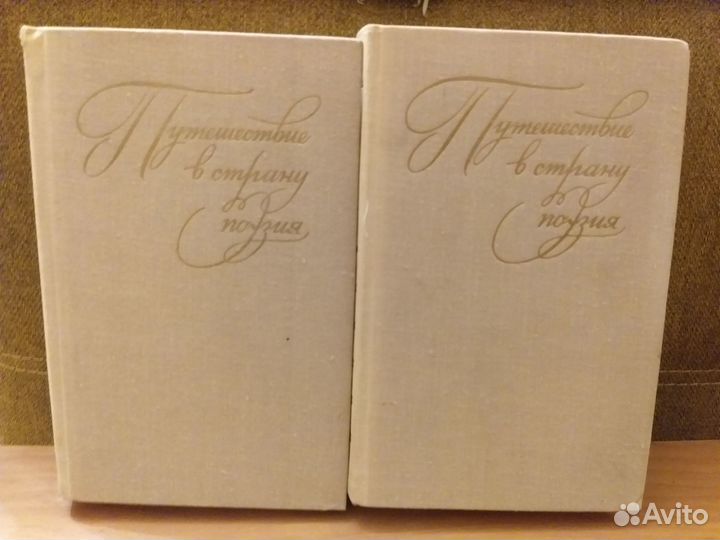 Путешествие
в страну
поэзия
Путешествие
в страну
поэзия
Avito